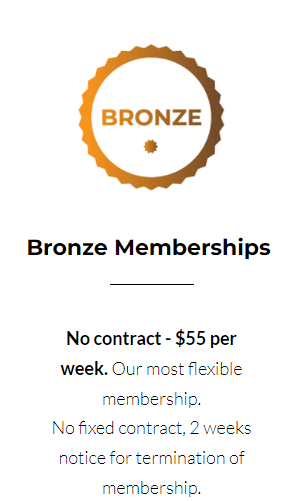 BRONZE
Bronze Memberships
No contract - $55 per
week. Our most flexible
membership.
No fixed contract, 2 weeks
notice for termination of
membership.